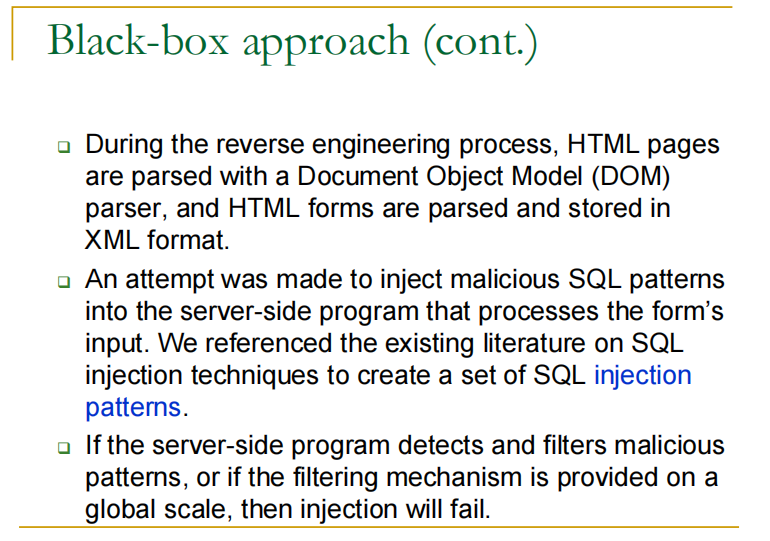 Black-box approach (cont.)
During the reverse engineering process, HTML pages
are parsed with a Document Object Model (DOM)
parser, and HTML forms are parsed and stored in
XML format.
An attempt was made to inject malicious SQL patterns
into the server-side program that processes the form’s
input. We referenced the existing literature on SQL
injection techniques to create a set of SQL injection
patterns.
If the server-side program detects and filters malicious
patterns, or if the filtering mechanism is provided on a
global scale, then injection will fail.